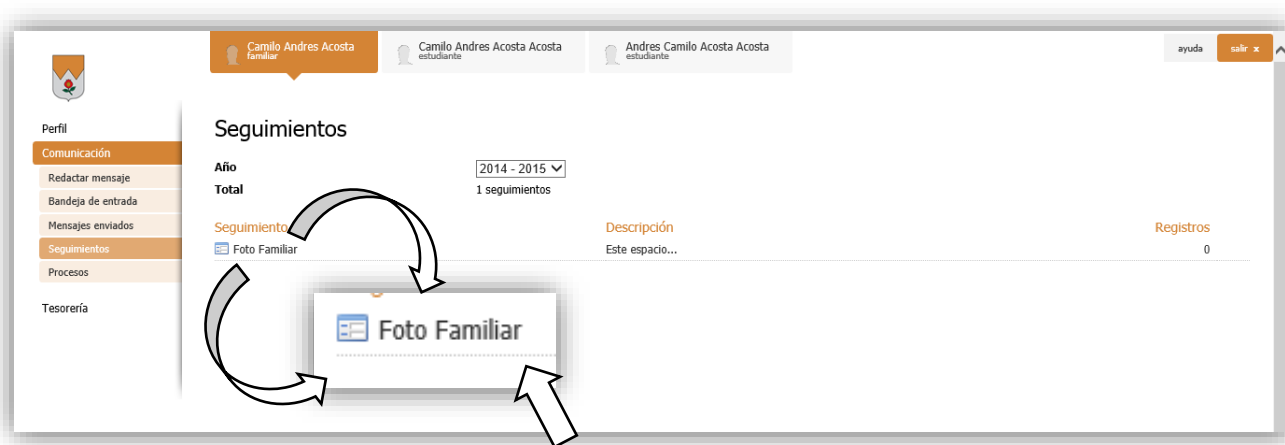 Camilo Andres Acosta
familiar
Camilo Andres Acosta Acosta
estudiante
Andres Camilo Acosta Acosta
estudiante
ayuda
salir x
Perfil
Comunicación
Redactar mensaje
Bandeja de entrada
Mensajes enviados
Seguimientos
Procesos
Tesorería
Seguimientos
Año 2014 - 2015
Total 1 seguimientos
Seguimiento Descripción Registros
Foto Familiar Este espacio... 0
Foto Familiar